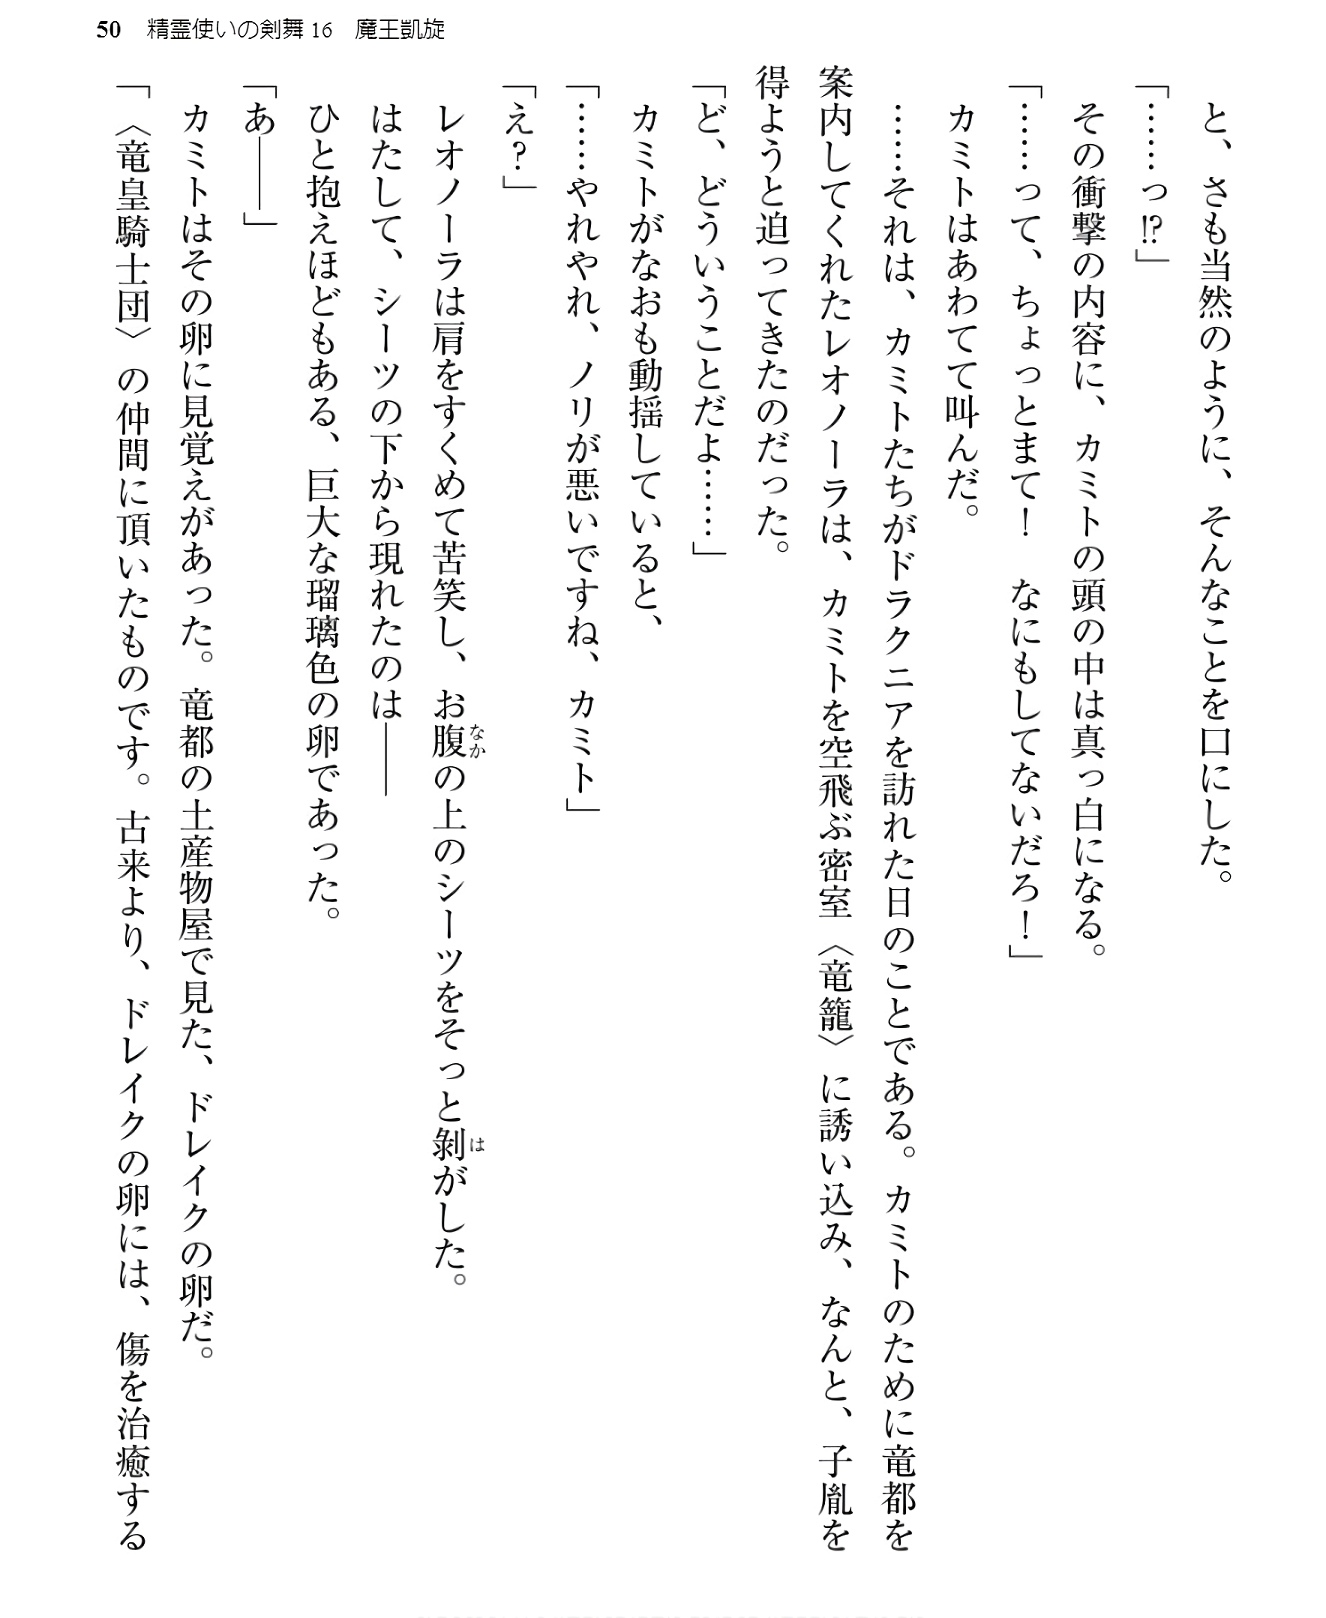 50 精霊使いの剣舞16 魔王凱旋
と、さも当然のように、そんなことを口にした。
「……っ!?」
その衝撃の内容に、カミトの頭の中は真っ白になる。
「……って、ちょっとまて！ なにもしてないだろ！」
カミトはあわてて叫んだ。
……それは、カミトたちがドラクニアを訪れた日のことである。カミトのために竜都を
案内してくれたレオノーラは、カミトを空飛ぶ密室〈竜籠〉に誘い込み、なんと、子胤を
得ようと迫ってきたのだった。
「ど、どういうことだよ……」
カミトがなおも動揺していると、
「……やれやれ、ノリが悪いですね、カミト」
「え？」
レオノーラは肩をすくめて苦笑し、お腹の上のシーツをそっと剝がした。
なか
は
はたして、シーツの下から現れたのは――
ひと抱えほどもある、巨大な瑠璃色の卵であった。
「あ――」
カミトはその卵に見覚えがあった。竜都の土産物屋で見た、ドレイクの卵だ。
「〈竜皇騎士団〉の仲間に頂いたものです。古来より、ドレイクの卵には、傷を治癒する